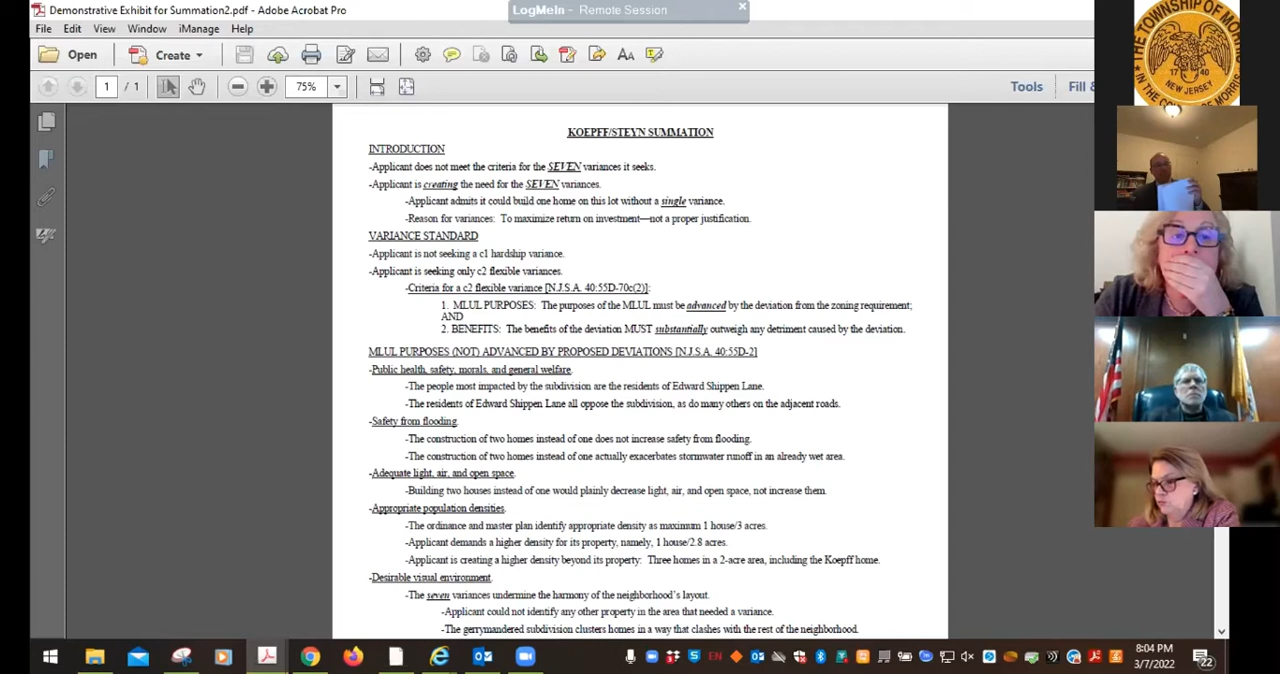 Demonstrative Exhibit for Summation2.pdf - Adobe Acrobat Pro
LogMeIn - Remote Session
File Edit View Window iManage Help
Open Create
1 / 1 75% Tools Fill &
KOEPFF/STEYN SUMMATION
INTRODUCTION
-Applicant does not meet the criteria for the SEVEN variances it seeks.
-Applicant is creating the need for the SEVEN variances.
-Applicant admits it could build one home on this lot without a single variance.
-Reason for variances: To maximize return on investment—not a proper justification.
VARIANCE STANDARD
-Applicant is not seeking a c1 hardship variance.
-Applicant is seeking only c2 flexible variances.
-Criteria for a c2 flexible variance [N.J.S.A. 40:55D-70c(2)]:
1. MLUL PURPOSES: The purposes of the MLUL must be advanced by the deviation from the zoning requirement;
AND
2. BENEFITS: The benefits of the deviation MUST substantially outweigh any detriment caused by the deviation.
MLUL PURPOSES (NOT) ADVANCED BY PROPOSED DEVIATIONS [N.J.S.A. 40:55D-2]
-Public health, safety, morals, and general welfare.
-The people most impacted by the subdivision are the residents of Edward Shippen Lane.
-The residents of Edward Shippen Lane all oppose the subdivision, as do many others on the adjacent roads.
-Safety from flooding.
-The construction of two homes instead of one does not increase safety from flooding.
-The construction of two homes instead of one actually exacerbates stormwater runoff in an already wet area.
-Adequate light, air, and open space.
-Building two houses instead of one would plainly decrease light, air, and open space, not increase them.
-Appropriate population densities.
-The ordinance and master plan identify appropriate density as maximum 1 house/3 acres.
-Applicant demands a higher density for its property, namely, 1 house/2.8 acres.
-Applicant is creating a higher density beyond its property: Three homes in a 2-acre area, including the Koepff home.
-Desirable visual environment.
-The seven variances undermine the harmony of the neighborhood's layout.
-Applicant could not identify any other property in the area that needed a variance.
-The gerrymandered subdivision clusters homes in a way that clashes with the rest of the neighborhood.
THE TOWNSHIP OF MORRIS
17 40
NEW JERSEY
IN THE COUNTY OF MORRIS
EN
8:04 PM
3/7/2022
22